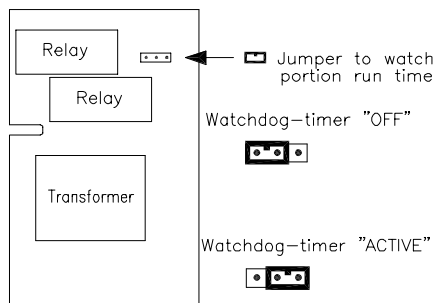 Relay
Jumper to watch
portion run time
Relay
Watchdog-timer "OFF"
Transformer
Watchdog-timer "ACTIVE"